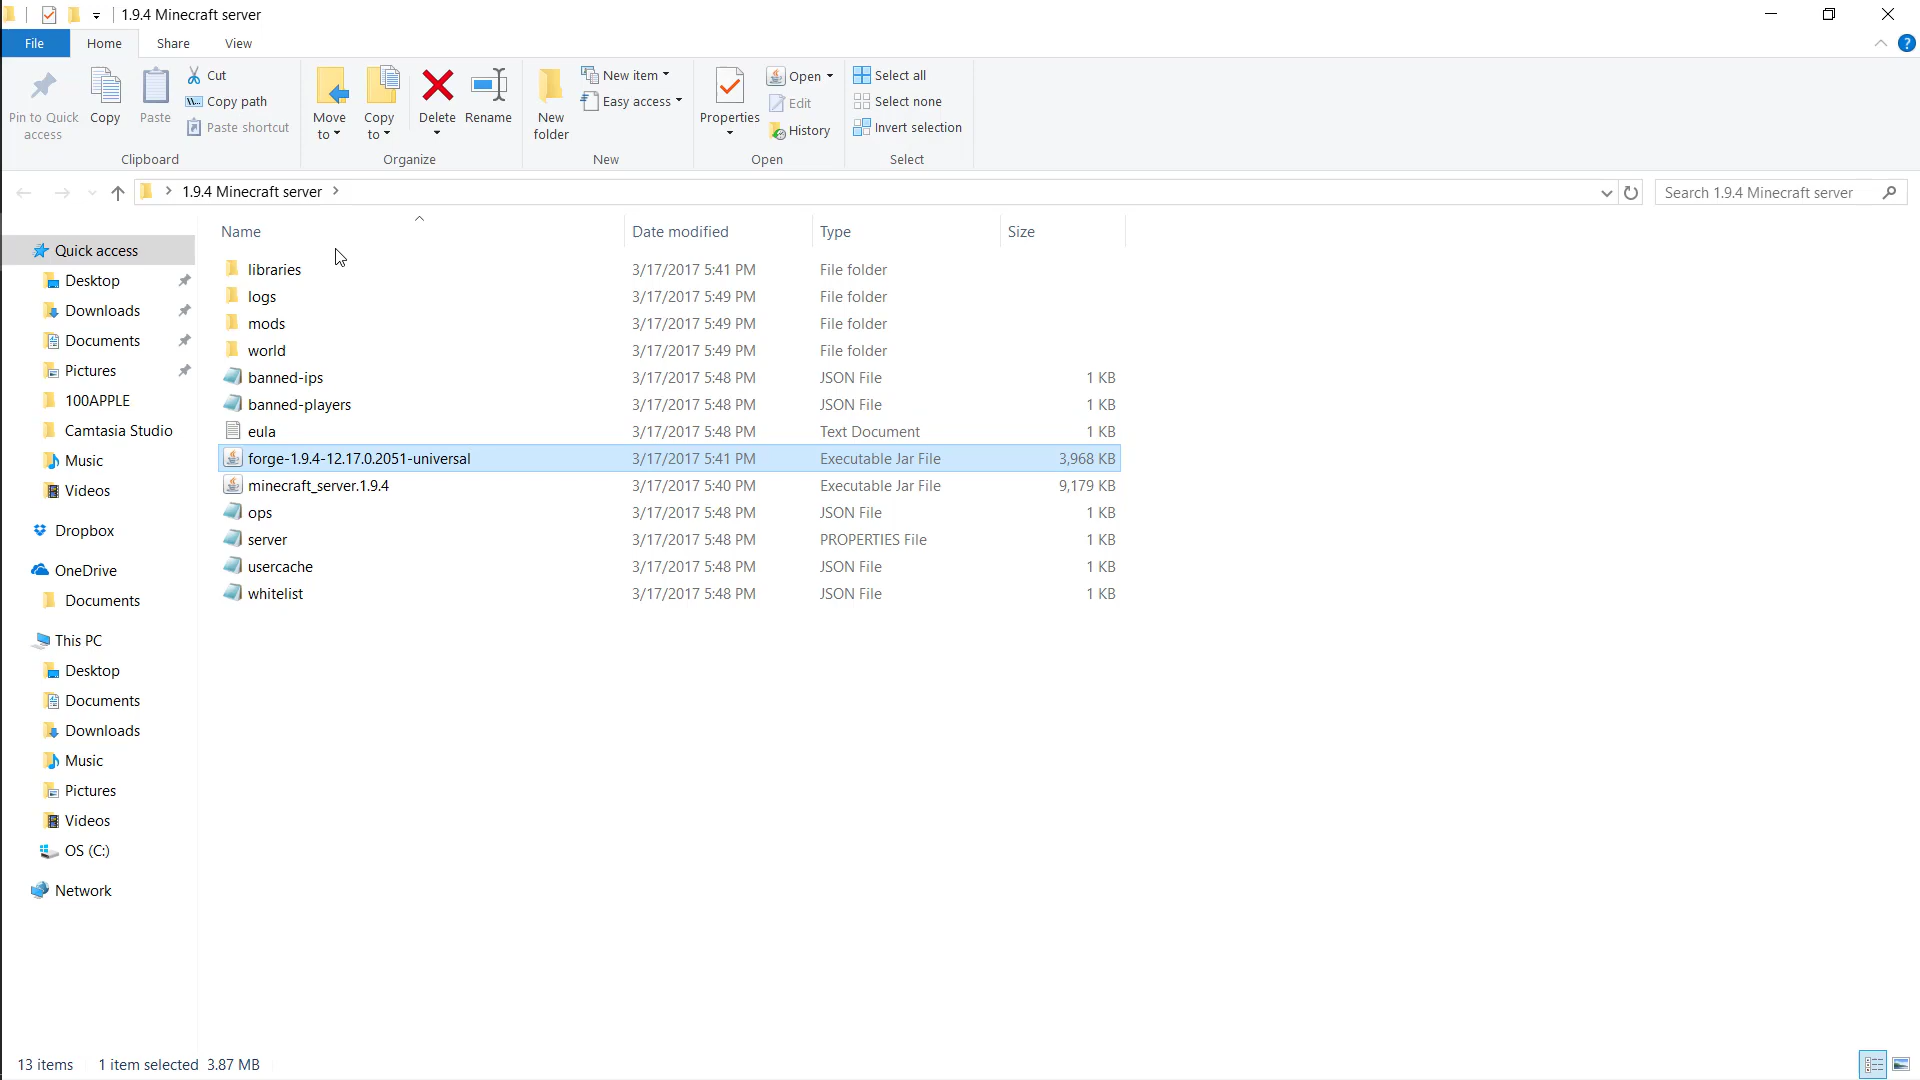 1.9.4 Minecraft server
File Home Share View
Pin to Quick access
Copy
Paste
Cut
Copy path
Paste shortcut
Clipboard
Move to
Copy to
Delete
Rename
Organize
New folder
New item
Easy access
New
Properties
Open
Edit
History
Open
Select all
Select none
Invert selection
Select
1.9.4 Minecraft server
Search 1.9.4 Minecraft server
Name Date modified Type Size
libraries 3/17/2017 5:41 PM File folder
logs 3/17/2017 5:49 PM File folder
mods 3/17/2017 5:49 PM File folder
world 3/17/2017 5:49 PM File folder
banned-ips 3/17/2017 5:48 PM JSON File 1 KB
banned-players 3/17/2017 5:48 PM JSON File 1 KB
eula 3/17/2017 5:48 PM Text Document 1 KB
forge-1.9.4-12.17.0.2051-universal 3/17/2017 5:41 PM Executable Jar File 3,968 KB
minecraft_server.1.9.4 3/17/2017 5:40 PM Executable Jar File 9,179 KB
ops 3/17/2017 5:48 PM JSON File 1 KB
server 3/17/2017 5:48 PM PROPERTIES File 1 KB
usercache 3/17/2017 5:48 PM JSON File 1 KB
whitelist 3/17/2017 5:48 PM JSON File 1 KB
Quick access
Desktop
Downloads
Documents
Pictures
100APPLE
Camtasia Studio
Music
Videos
Dropbox
OneDrive
Documents
This PC
Desktop
Documents
Downloads
Music
Pictures
Videos
OS (C:)
Network
13 items 1 item selected 3.87 MB